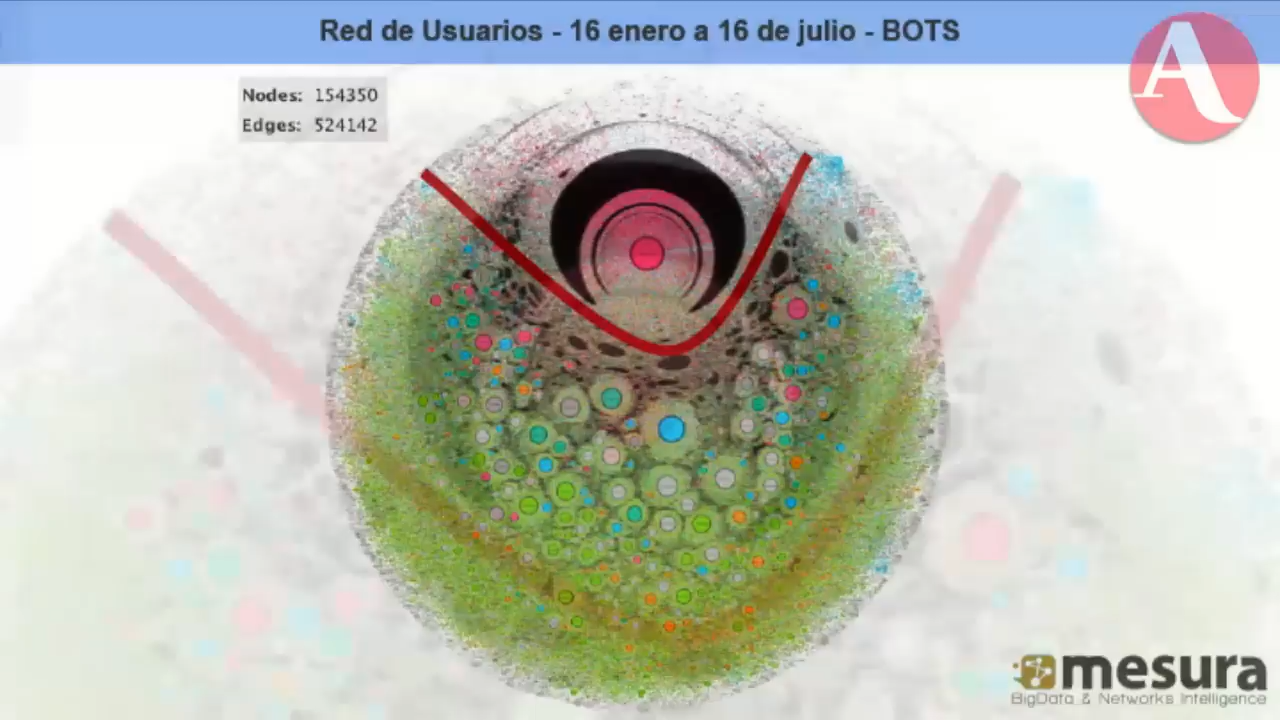 Red de Usuarios - 16 enero a 16 de julio - BOTS
A
Nodes: 154350
Edges: 524142
mesura
BigData & Networks Intelligence